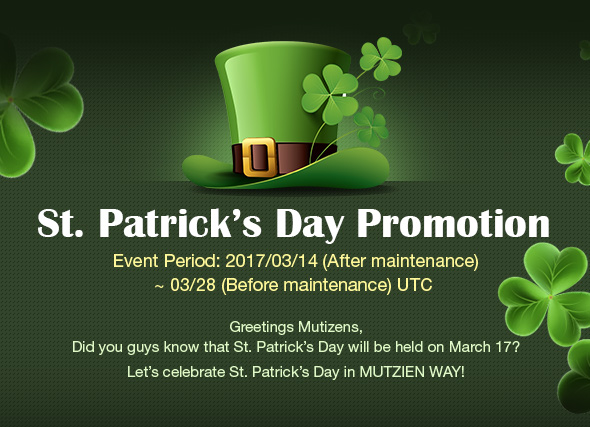 St. Patrick's Day Promotion
Event Period: 2017/03/14 (After maintenance)
~ 03/28 (Before maintenance) UTC
Greetings Mutizens,
Did you guys know that St. Patrick's Day will be held on March 17?
Let's celebrate St. Patrick's Day in MUTZIEN WAY!